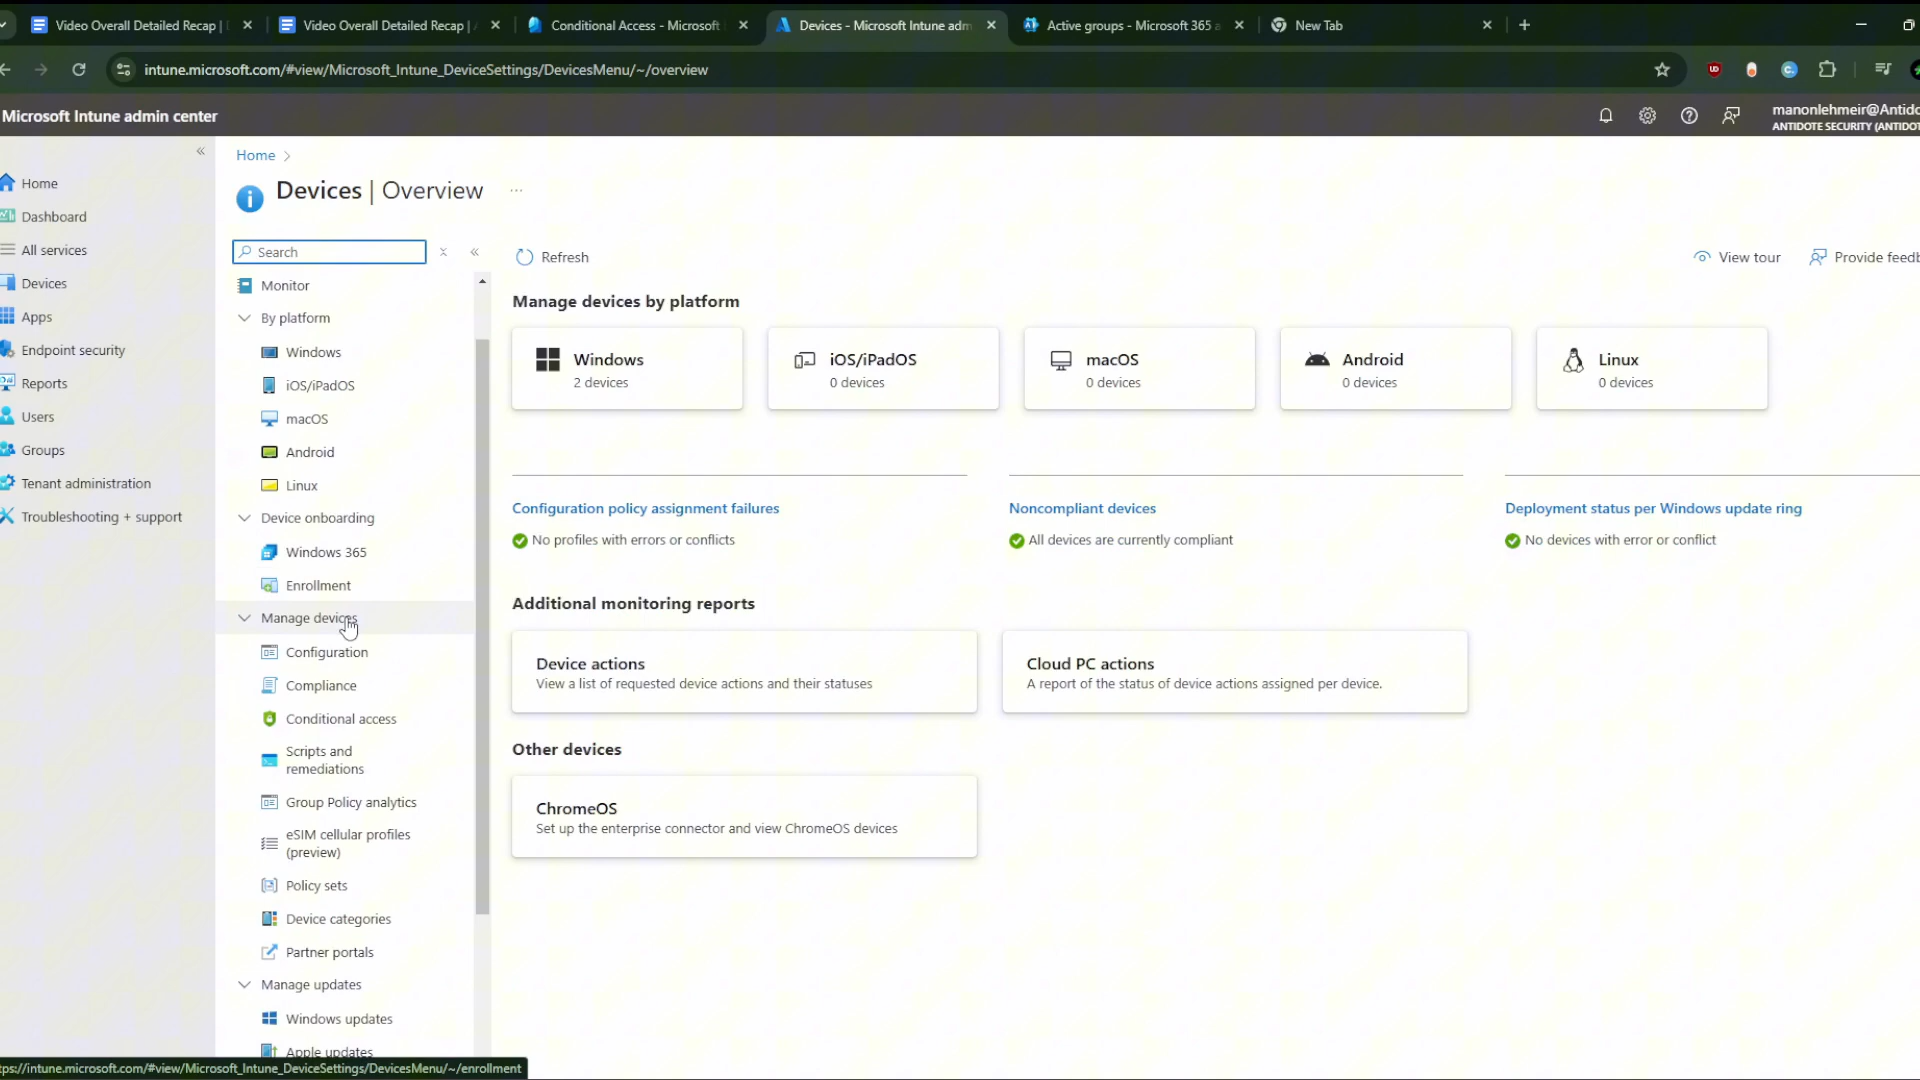 Video Overall Detailed Recap |
Video Overall Detailed Recap |
Conditional Access - Microsoft
Devices - Microsoft Intune adm
Active groups - Microsoft 365 a
New Tab
intune.microsoft.com/#view/Microsoft_Intune_DeviceSettings/DevicesMenu/~/overview
Microsoft Intune admin center
manonlehmeir@Antido
ANTIDOTE SECURITY (ANTIDOT
Home
Dashboard
All services
Devices
Apps
Endpoint security
Reports
Users
Groups
Tenant administration
Troubleshooting + support
Home
Devices | Overview
Search
Monitor
By platform
Windows
iOS/iPadOS
macOS
Android
Linux
Device onboarding
Windows 365
Enrollment
Manage devices
Configuration
Compliance
Conditional access
Scripts and
remediations
Group Policy analytics
eSIM cellular profiles
(preview)
Policy sets
Device categories
Partner portals
Manage updates
Windows updates
Apple updates
Refresh
View tour
Provide feedb
Manage devices by platform
Windows
2 devices
iOS/iPadOS
0 devices
macOS
0 devices
Android
0 devices
Linux
0 devices
Configuration policy assignment failures
No profiles with errors or conflicts
Noncompliant devices
All devices are currently compliant
Deployment status per Windows update ring
No devices with error or conflict
Additional monitoring reports
Device actions
View a list of requested device actions and their statuses
Cloud PC actions
A report of the status of device actions assigned per device.
Other devices
ChromeOS
Set up the enterprise connector and view ChromeOS devices
tps://intune.microsoft.com/#view/Microsoft_Intune_DeviceSettings/DevicesMenu/~/enrollment